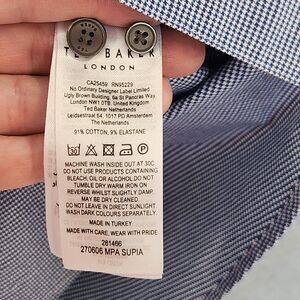 TED BAKER
LONDON
CA25459 RN95229
No Ordinary Designer Label Limited
Ugly Brown Building, 6a St Pancras Way
London NW1 0TB. United Kingdom
Ted Baker Netherlands
Leidsestraat 64, 1017 PD Amsterdam
The Netherlands
91% COTTON, 9% ELASTANE
30
P
MACHINE WASH INSIDE OUT AT 30C.
DO NOT USE PRODUCTS CONTAINING
BLEACH, OIL OR ALCOHOL DO NOT
TUMBLE DRY, WARM IRON ON
REVERSE WHILST SLIGHTLY DAMP
MAY BE DRY CLEANED.
DO NOT LEAVE IN DIRECT SUNLIGHT
WASH DARK COLOURS SEPARATELY.
MADE IN TURKEY
MADE WITH CARE, WEAR WITH PRIDE
281466
270606 MPA SUPIA